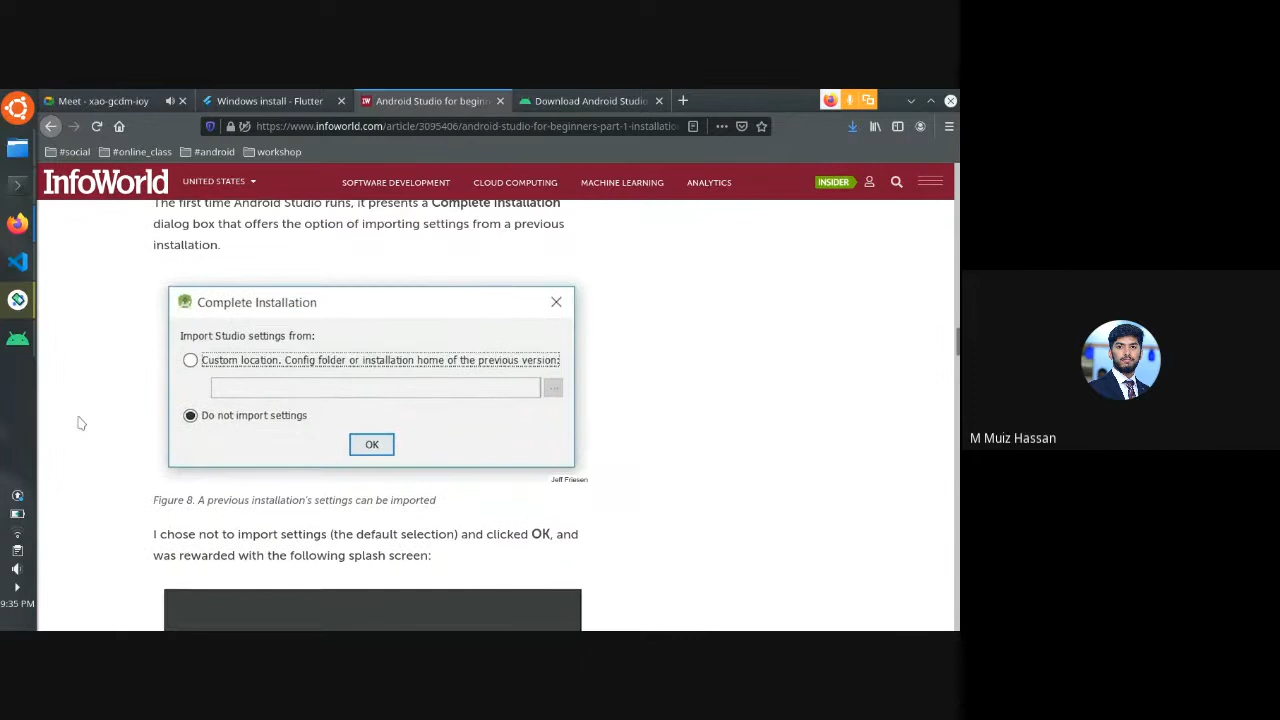 Meet - xao-gcdm-ioy
Windows install - Flutter
Android Studio for beginn
Download Android Studio
https://www.infoworld.com/article/3095406/android-studio-for-beginners-part-1-installatio
#social
#online_class
#android
workshop
InfoWorld
UNITED STATES
SOFTWARE DEVELOPMENT
CLOUD COMPUTING
MACHINE LEARNING
ANALYTICS
INSIDER
The first time Android Studio runs, it presents a Complete Installation
dialog box that offers the option of importing settings from a previous
installation.
Complete Installation
Import Studio settings from:
Custom location. Config folder or installation home of the previous version:
...
Do not import settings
OK
Jeff Friesen
Figure 8. A previous installation's settings can be imported
I chose not to import settings (the default selection) and clicked OK, and
was rewarded with the following splash screen:
9:35 PM
M Muiz Hassan